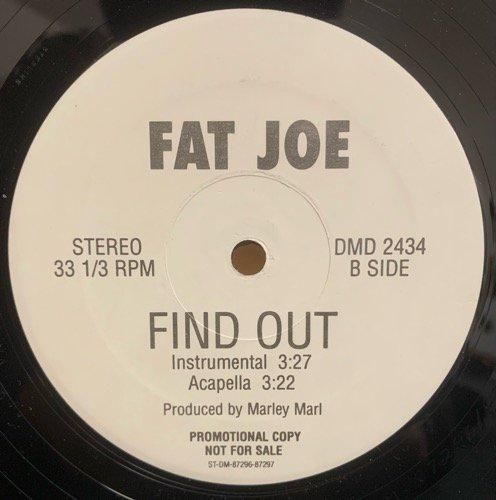 FAT JOE
STEREO
33 1/3 RPM
DMD 2434
B SIDE
FIND OUT
Instrumental 3:27
Acapella 3:22
Produced by Marley Marl
PROMOTIONAL COPY
NOT FOR SALE
ST-DM-87296-87297